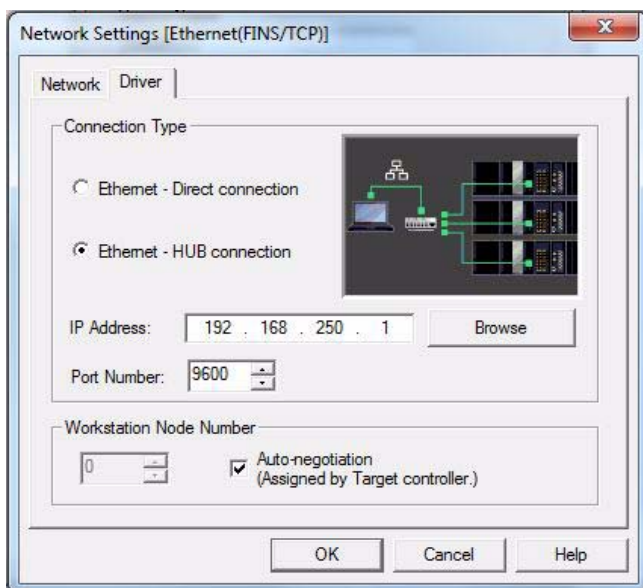 Network Settings [Ethernet(FINS/TCP)]
Network Driver
Connection Type
Ethernet - Direct connection
Ethernet - HUB connection
IP Address: 192 . 168 . 250 . 1 Browse
Port Number: 9600
Workstation Node Number
0 Auto-negotiation
(Assigned by Target controller.)
OK Cancel Help